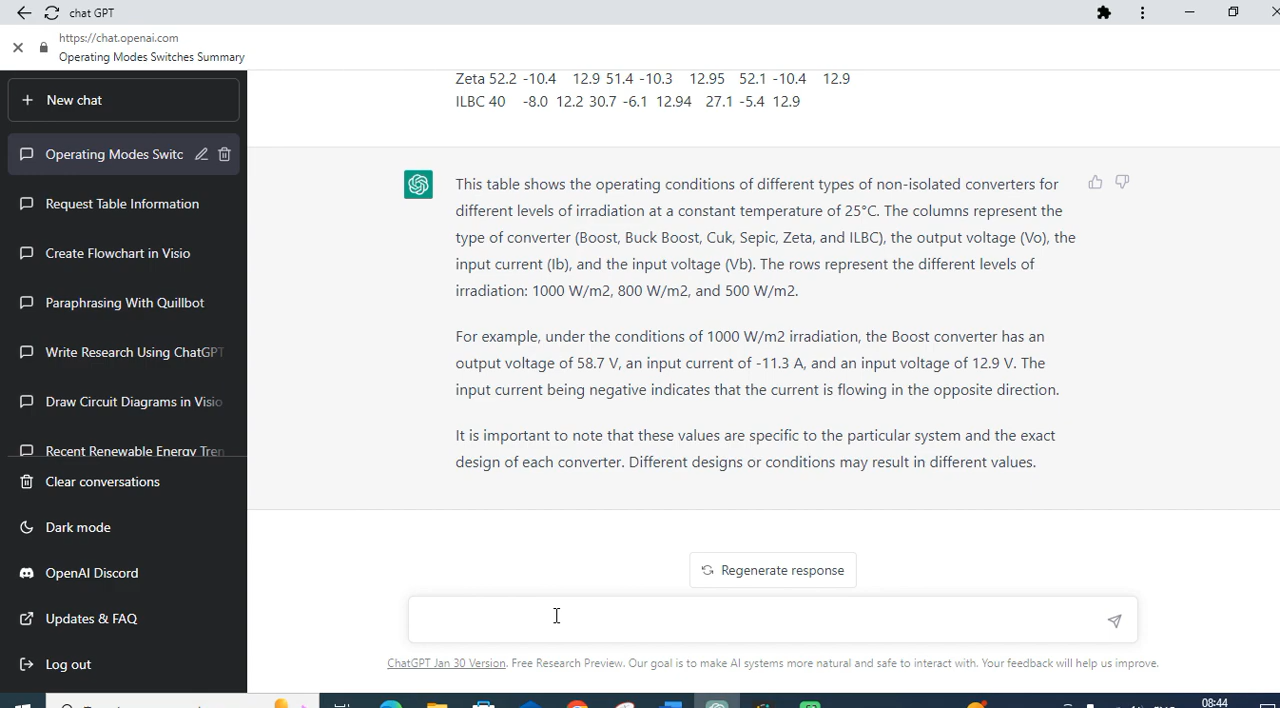 chat GPT
https://chat.openai.com
Operating Modes Switches Summary
New chat
Operating Modes Switc
Request Table Information
Create Flowchart in Visio
Paraphrasing With Quillbot
Write Research Using ChatGPT
Draw Circuit Diagrams in Visio
Recent Renewable Energy Tren
Clear conversations
Dark mode
OpenAI Discord
Updates & FAQ
Log out
Zeta 52.2 -10.4 12.9 51.4 -10.3 12.95 52.1 -10.4 12.9
ILBC 40 -8.0 12.2 30.7 -6.1 12.94 27.1 -5.4 12.9
This table shows the operating conditions of different types of non-isolated converters for
different levels of irradiation at a constant temperature of 25°C. The columns represent the
type of converter (Boost, Buck Boost, Cuk, Sepic, Zeta, and ILBC), the output voltage (Vo), the
input current (Ib), and the input voltage (Vb). The rows represent the different levels of
irradiation: 1000 W/m2, 800 W/m2, and 500 W/m2.
For example, under the conditions of 1000 W/m2 irradiation, the Boost converter has an
output voltage of 58.7 V, an input current of -11.3 A, and an input voltage of 12.9 V. The
input current being negative indicates that the current is flowing in the opposite direction.
It is important to note that these values are specific to the particular system and the exact
design of each converter. Different designs or conditions may result in different values.
Regenerate response
ChatGPT Jan 30 Version. Free Research Preview. Our goal is to make AI systems more natural and safe to interact with. Your feedback will help us improve.
08:44